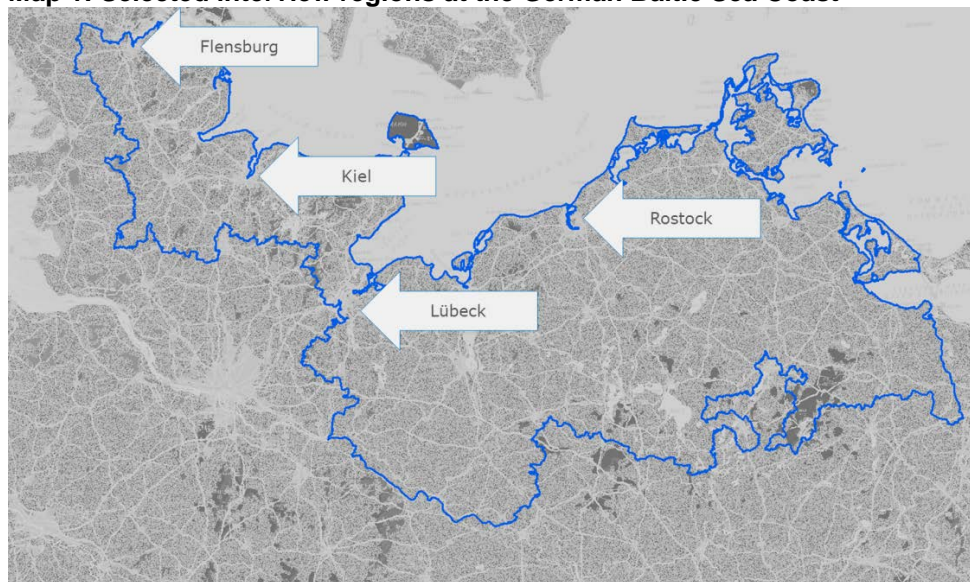 Map 1: Selected interview regions at the German Baltic Sea Coast
Flensburg
Kiel
Rostock
Lübeck